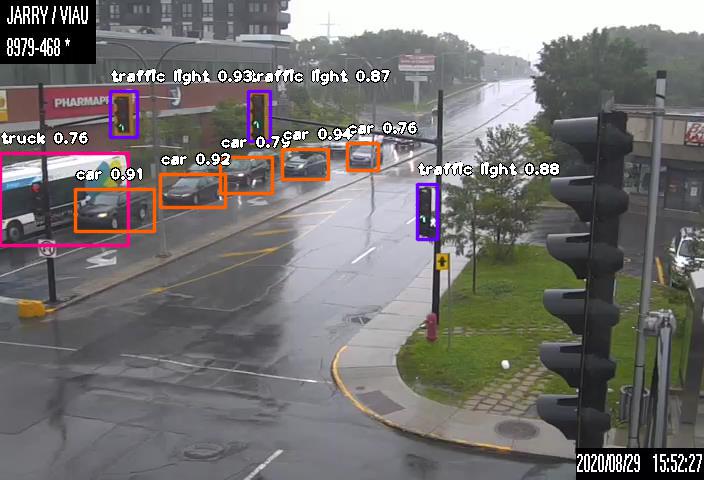 JARRY / VIAU
8979-468 *
traffic light 0.93
traffic light 0.87
PHARMAPR
truck 0.76
car 0.91
car 0.92
car 0.79
car 0.94
car 0.76
traffic light 0.88
2020/08/29 15:52:27